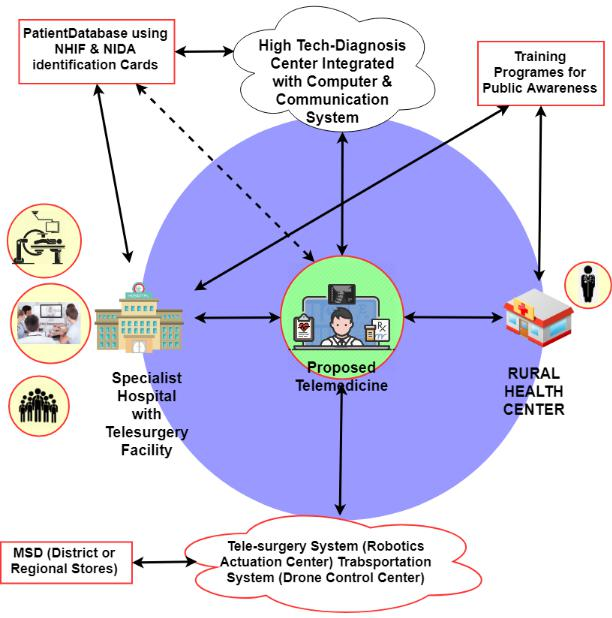 PatientDatabase using
NHIF & NIDA
identification Cards
High Tech-Diagnosis
Center Integrated
with Computer &
Communication
System
Training
Programes for
Public Awareness
HOSPITAL
Rx
Proposed
Telemedicine
Specialist
Hospital
with
Telesurgery
Facility
RURAL
HEALTH
CENTER
MSD (District or
Regional Stores)
Tele-surgery System (Robotics
Actuation Center) Trabsportation
System (Drone Control Center)